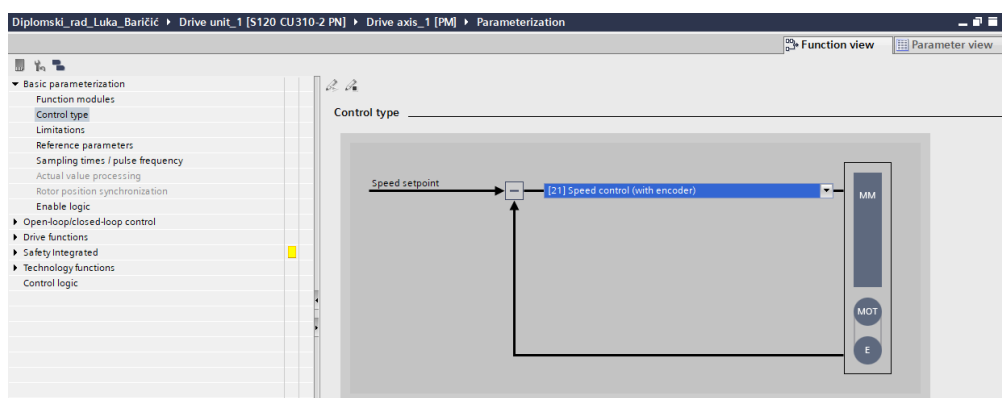 Diplomski_rad_Luka_Baričić ▸ Drive unit_1 [S120 CU310-2 PN] ▸ Drive axis_1 [PM] ▸ Parameterization
Function view
Parameter view
Basic parameterization
Function modules
Control type
Limitations
Reference parameters
Sampling times / pulse frequency
Actual value processing
Rotor position synchronization
Enable logic
Open-loop/closed-loop control
Drive functions
Safety Integrated
Technology functions
Control logic
Control type
Speed setpoint
[21] Speed control (with encoder)
MM
MOT
E